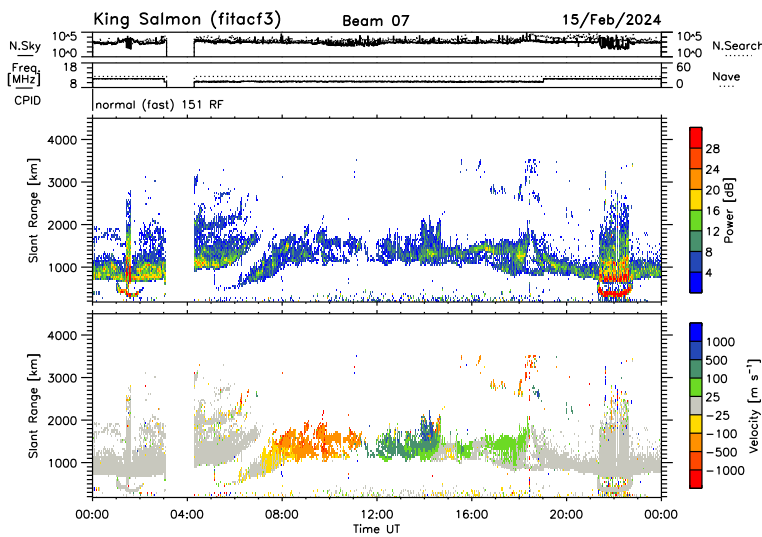 King Salmon (fitacf3) Beam 07 15/Feb/2024
N.Sky 10^5 10^0 10^5 10^0 N.Search
Freq. [MHz] 18 8 60 0 Nave
CPID normal (fast) 151 RF
Slant Range [km]
4000
3000
2000
1000
28
24
20
16
12
8
4
Power [dB]
Slant Range [km]
4000
3000
2000
1000
1000
500
100
25
-25
-100
-500
-1000
Velocity [m s^-1]
00:00 04:00 08:00 12:00 16:00 20:00 00:00
Time UT